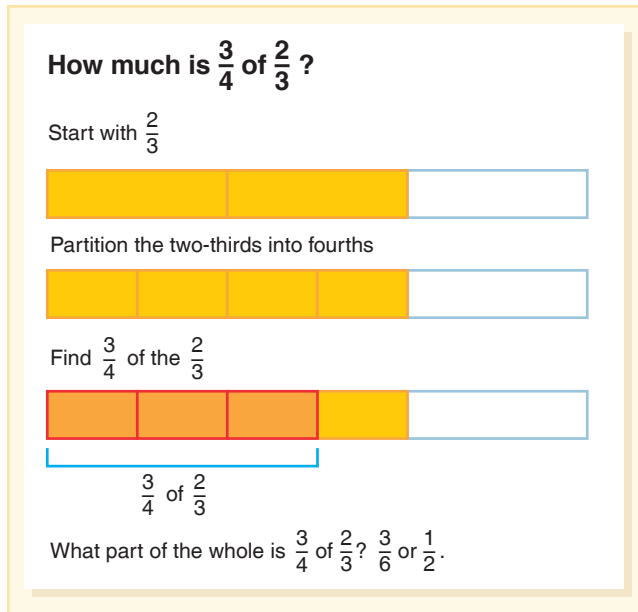 How much is 3/4 of 2/3 ?
Start with 2/3
Partition the two-thirds into fourths
Find 3/4 of the 2/3
3/4 of 2/3
What part of the whole is 3/4 of 2/3? 3/6 or 1/2.